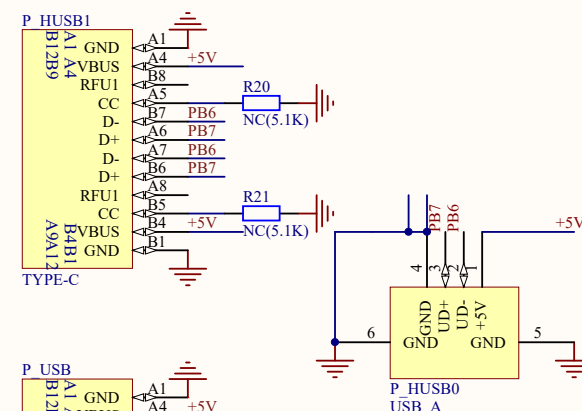 P_HUSB1
A1 A4
B12B9
GND A1
VBUS A4 +5V
RFU1 B8
CC A5 R20
NC(5.1K)
D- B7 PB6
D+ A6 PB7
D- A7 PB6
D+ B6 PB7
RFU1 A8
CC B5 R21
NC(5.1K)
VBUS B4 +5V
GND B1
A9A12
B4B1
TYPE-C
PB7 PB6 +5V
4 3 2 1
GND UD+ UD- +5V
6 GND GND 5
P_HUSB0
USB_A
P_USB
A1
GND A1
A4 +5V